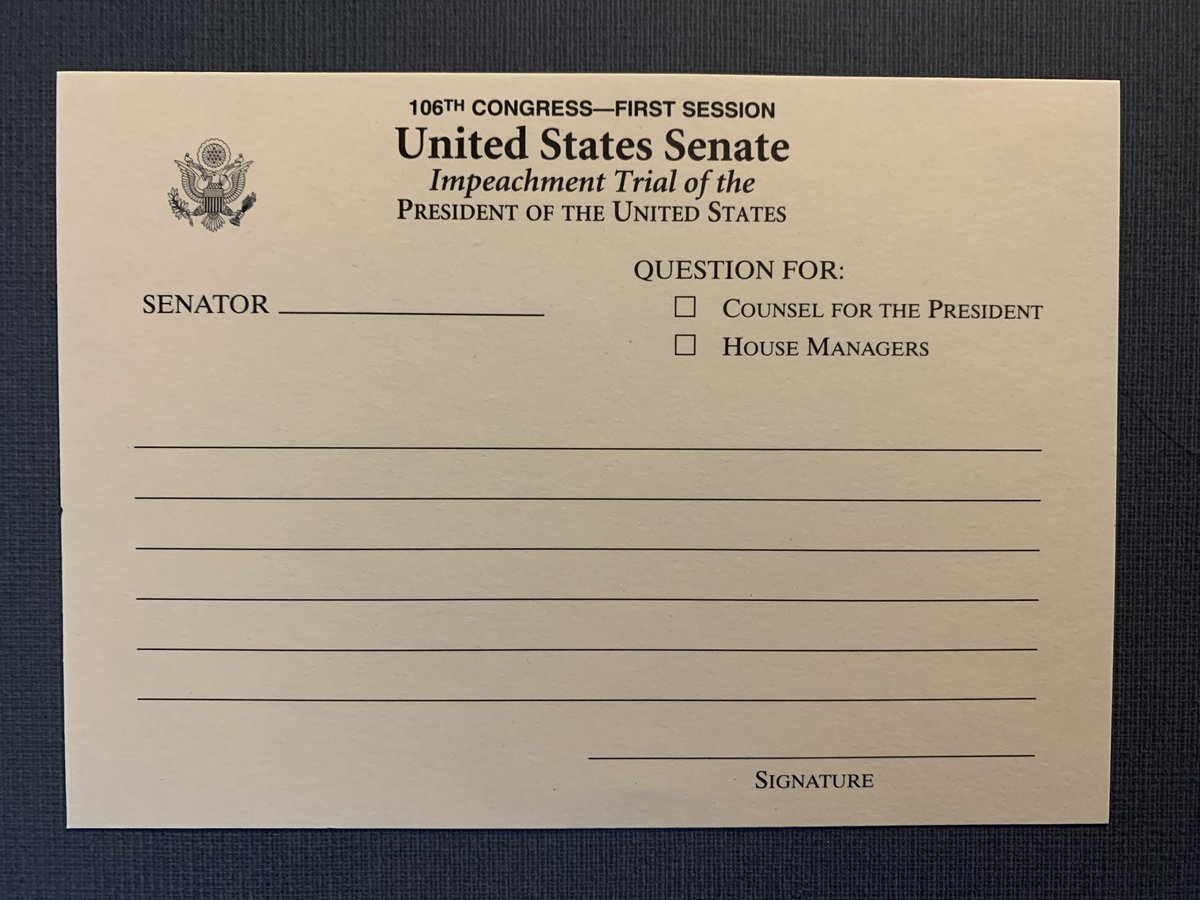 106TH CONGRESS—FIRST SESSION
United States Senate
Impeachment Trial of the
PRESIDENT OF THE UNITED STATES
QUESTION FOR:
SENATOR
☐ COUNSEL FOR THE PRESIDENT
☐ HOUSE MANAGERS
SIGNATURE